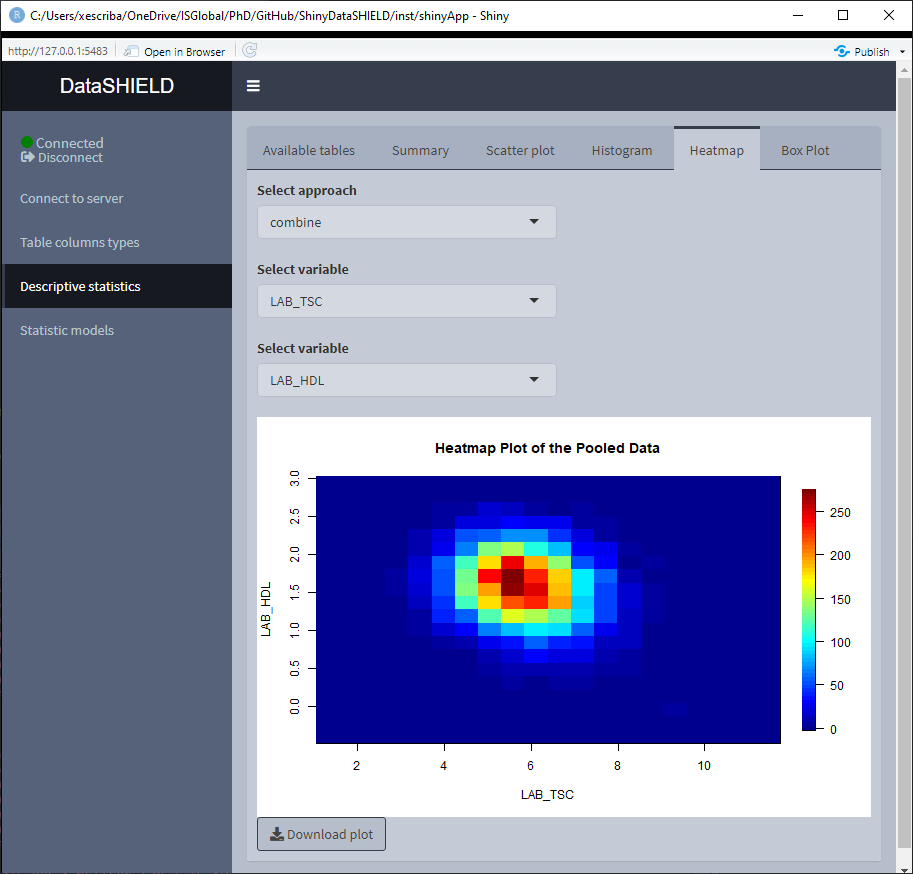 C:/Users/xescriba/OneDrive/ISGlobal/PhD/GitHub/ShinyDataSHIELD/inst/shinyApp - Shiny
http://127.0.0.1:5483 Open in Browser Publish
DataSHIELD
Connected
Disconnect
Connect to server
Table columns types
Descriptive statistics
Statistic models
Available tables Summary Scatter plot Histogram Heatmap Box Plot
Select approach
combine
Select variable
LAB_TSC
Select variable
LAB_HDL
Heatmap Plot of the Pooled Data
3.0
2.5
2.0
1.5
1.0
0.5
0.0
LAB_HDL
2 4 6 8 10
LAB_TSC
250
200
150
100
50
0
Download plot